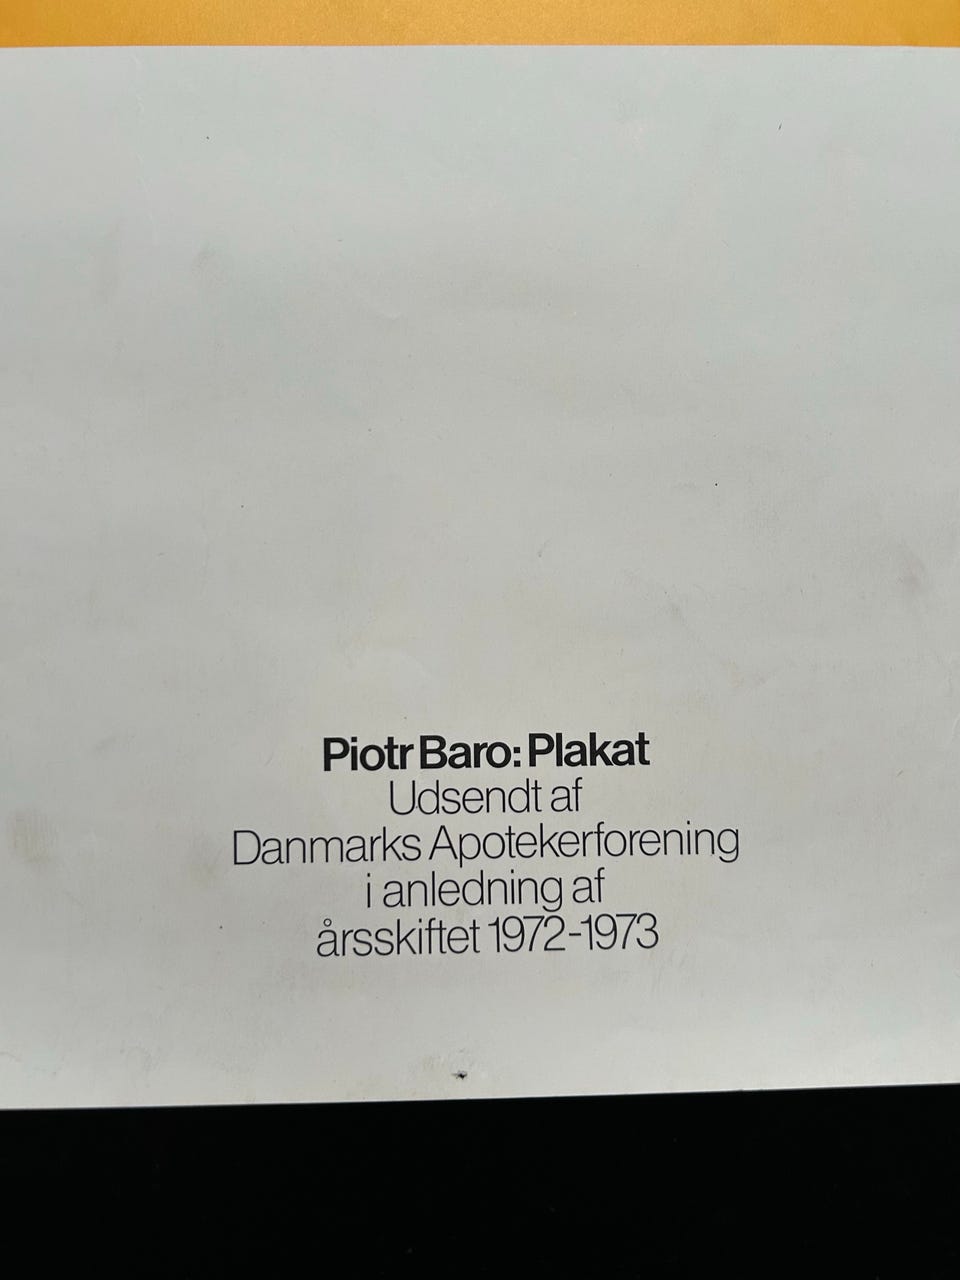 Piotr Baro: Plakat
Udsendt af
Danmarks Apotekerforening
i anledning af
årsskiftet 1972-1973